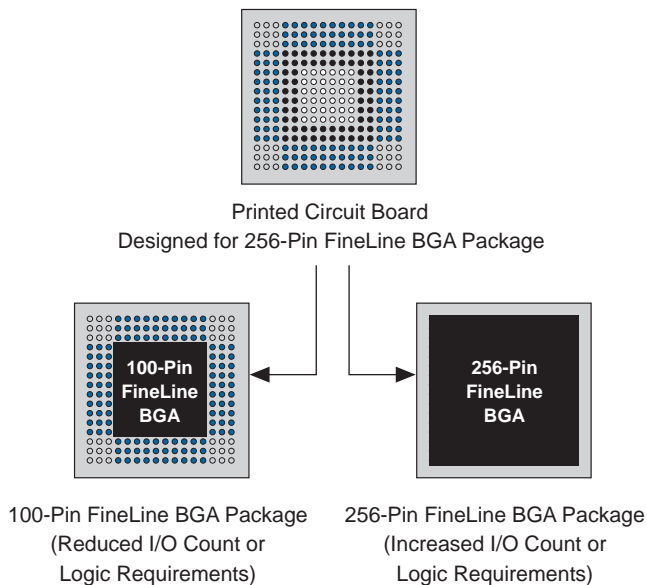 Printed Circuit Board
Designed for 256-Pin FineLine BGA Package
100-Pin
FineLine
BGA
256-Pin
FineLine
BGA
100-Pin FineLine BGA Package
(Reduced I/O Count or
Logic Requirements)
256-Pin FineLine BGA Package
(Increased I/O Count or
Logic Requirements)